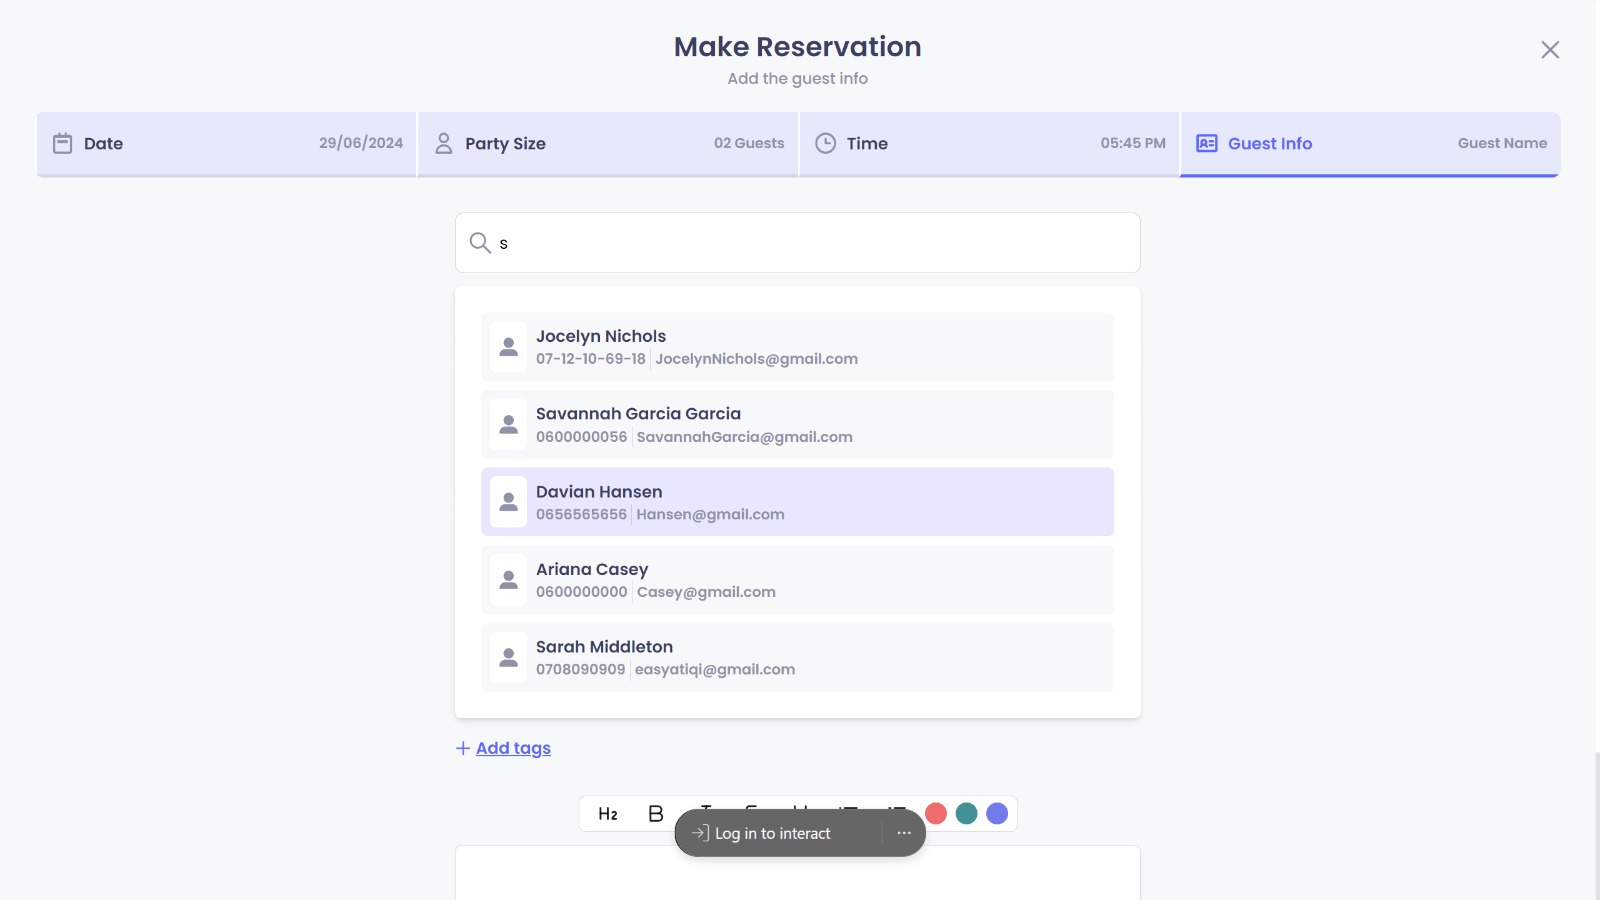 Make Reservation
Add the guest info
Date 29/06/2024 Party Size 02 Guests Time 05:45 PM Guest Info Guest Name
s
Jocelyn Nichols
07-12-10-69-18 JocelynNichols@gmail.com
Savannah Garcia Garcia
0600000056 SavannahGarcia@gmail.com
Davian Hansen
0656565656 Hansen@gmail.com
Ariana Casey
0600000000 Casey@gmail.com
Sarah Middleton
0708090909 easyatiqi@gmail.com
Add tags
H2 B
Log in to interact ...